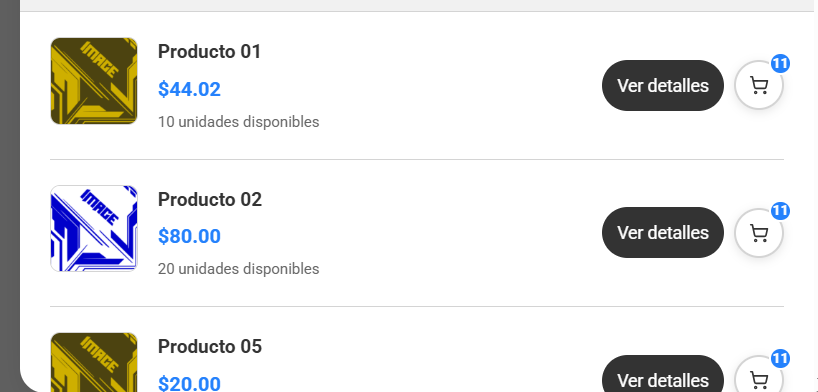 IMAGE
Producto 01
$44.02
10 unidades disponibles
Ver detalles
11
IMAGE
Producto 02
$80.00
20 unidades disponibles
Ver detalles
11
IMAGE
Producto 05
$20.00
Ver detalles
11